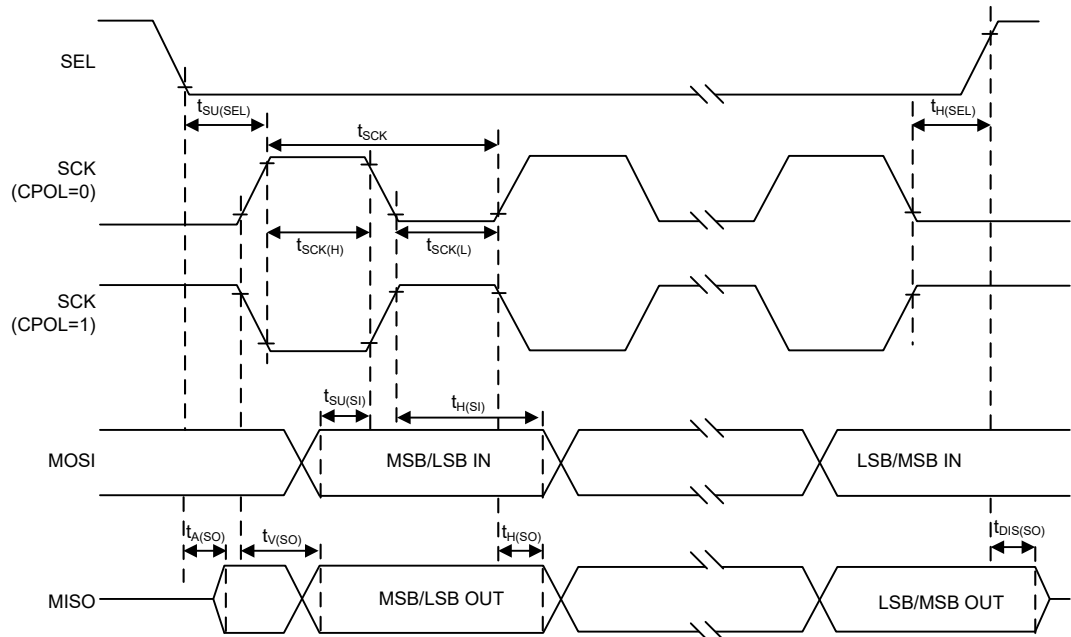 SEL
tSU(SEL)
tH(SEL)
tSCK
SCK
(CPOL=0)
tSCK(H)
tSCK(L)
SCK
(CPOL=1)
tSU(SI)
tH(SI)
MOSI
MSB/LSB IN
LSB/MSB IN
tA(SO)
tV(SO)
tH(SO)
tDIS(SO)
MISO
MSB/LSB OUT
LSB/MSB OUT